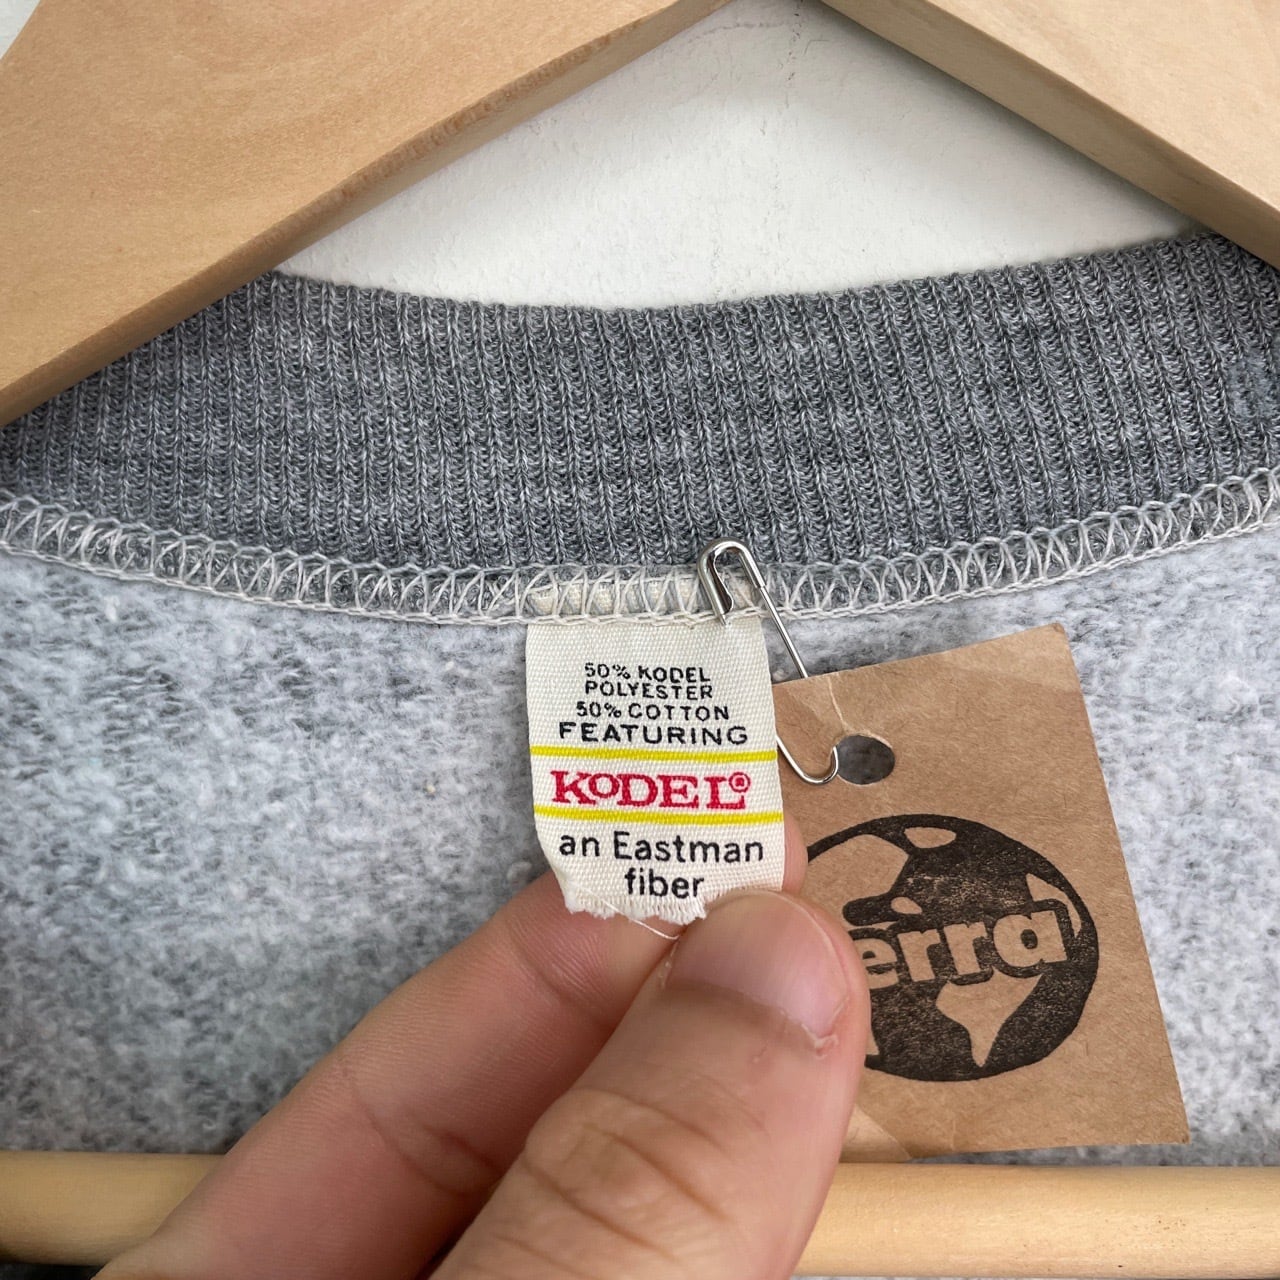 50% KODEL
POLYESTER
50% COTTON
FEATURING
KODEL®
an Eastman
fiber
erra